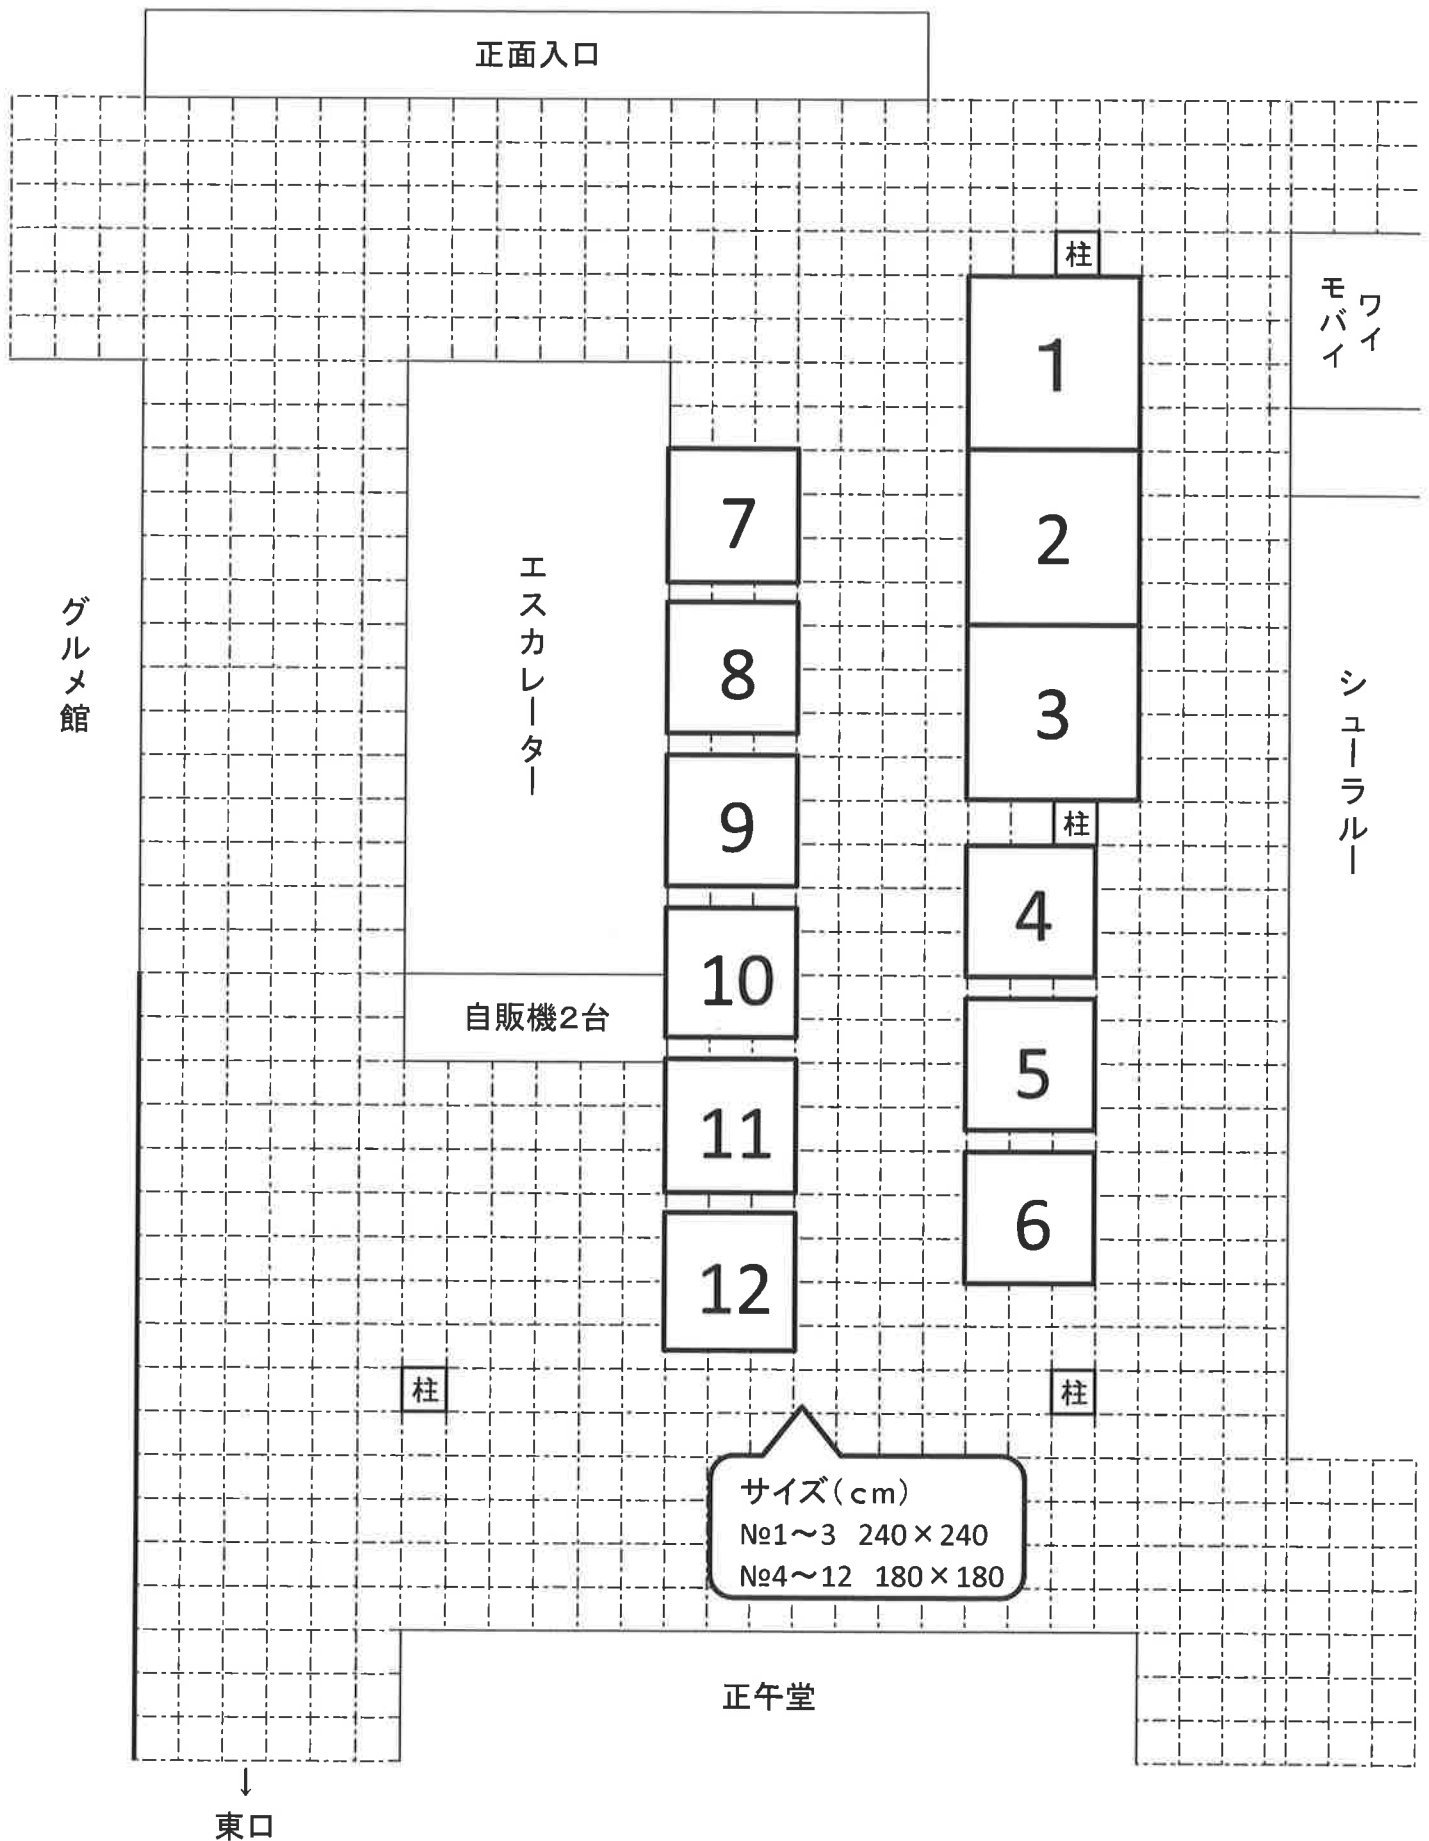 正面入口
柱
ワイ
モバイ
1
2
3
柱
4
5
6
7
8
9
10
11
12
エスカレーター
自販機2台
グルメ館
シューラルー
柱
柱
サイズ(cm)
№1～3 240×240
№4～12 180×180
正午堂
↓
東口